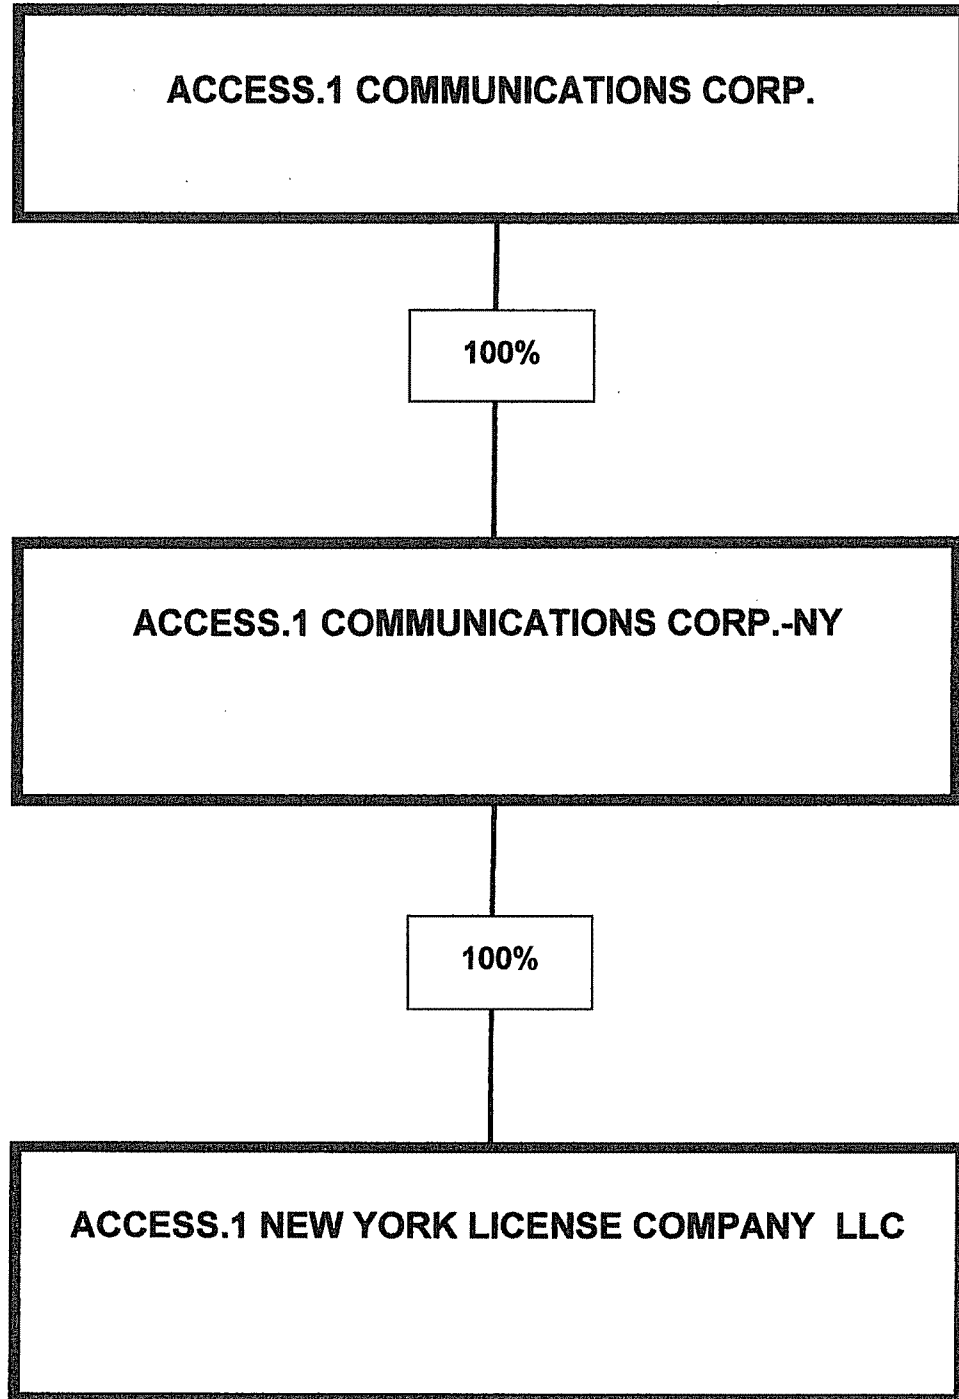 ACCESS.1 COMMUNICATIONS CORP.
100%
ACCESS.1 COMMUNICATIONS CORP.-NY
100%
ACCESS.1 NEW YORK LICENSE COMPANY LLC